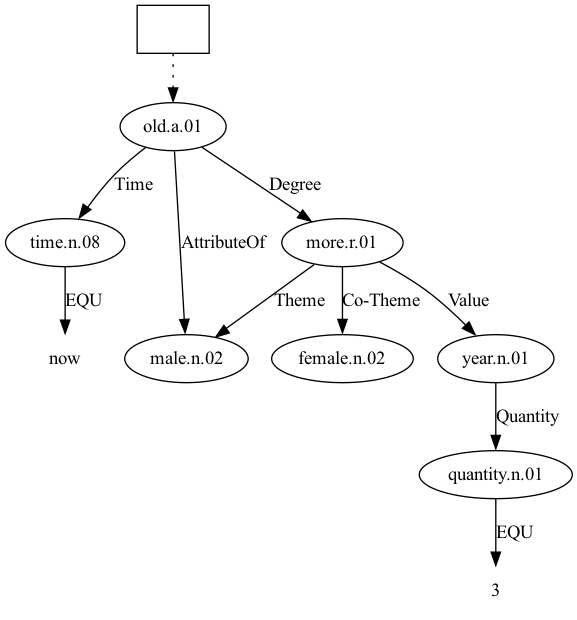 old.a.01
Time
AttributeOf
Degree
time.n.08
more.r.01
EQU
Theme
Co-Theme
Value
now
male.n.02
female.n.02
year.n.01
Quantity
quantity.n.01
EQU
3